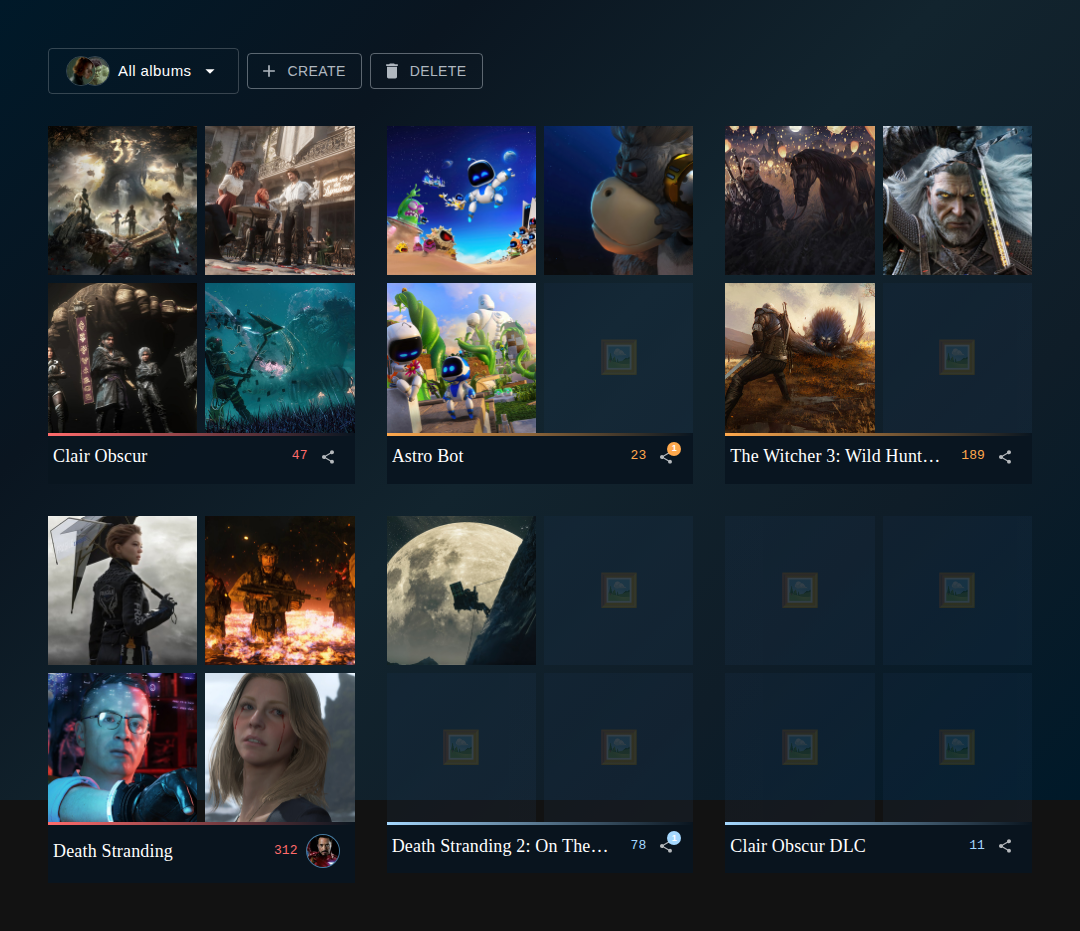 All albums
CREATE
DELETE
33
Clair Obscur
47
Astro Bot
23
1
The Witcher 3: Wild Hunt…
189
Death Stranding
312
Death Stranding 2: On The…
78
1
Clair Obscur DLC
11